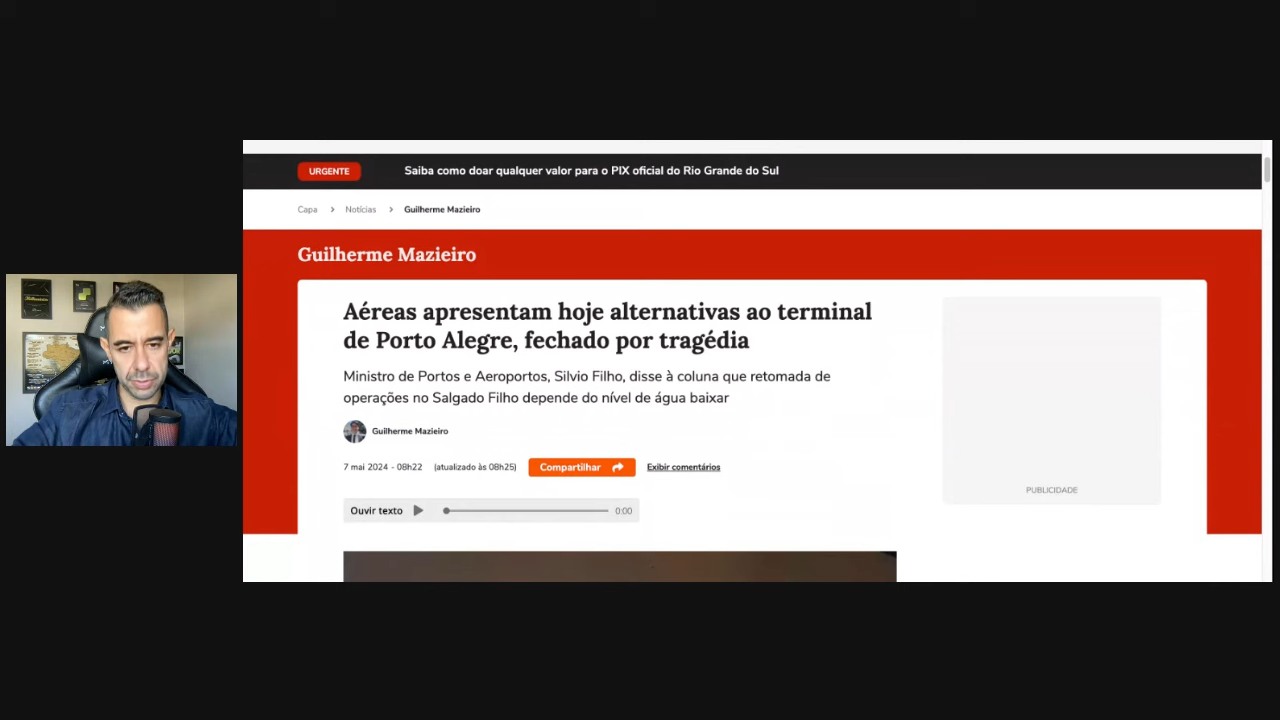 URGENTE
Saiba como doar qualquer valor para o PIX oficial do Rio Grande do Sul
Capa > Notícias > Guilherme Mazieiro
Guilherme Mazieiro
Aéreas apresentam hoje alternativas ao terminal
de Porto Alegre, fechado por tragédia
Ministro de Portos e Aeroportos, Silvio Filho, disse à coluna que retomada de
operações no Salgado Filho depende do nível de água baixar
Guilherme Mazieiro
7 mai 2024 - 08h22 (atualizado às 08h25) Compartilhar Exibir comentários
Ouvir texto 0:00
PUBLICIDADE